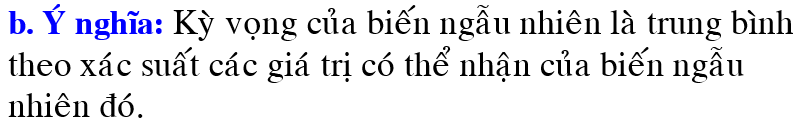 b. Ý nghĩa: Kỳ vọng của biến ngẫu nhiên là trung bình
theo xác suất các giá trị có thể nhận của biến ngẫu
nhiên đó.